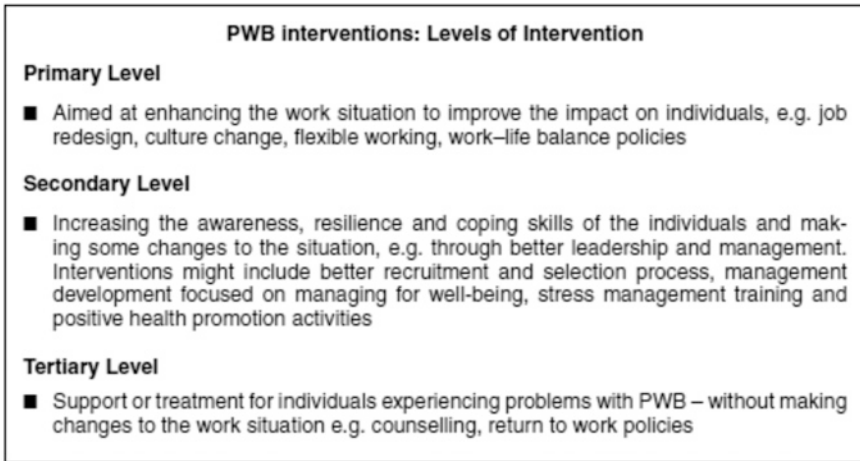 PWB interventions: Levels of Intervention
Primary Level
■ Aimed at enhancing the work situation to improve the impact on individuals, e.g. job
redesign, culture change, flexible working, work–life balance policies
Secondary Level
■ Increasing the awareness, resilience and coping skills of the individuals and mak-
ing some changes to the situation, e.g. through better leadership and management.
Interventions might include better recruitment and selection process, management
development focused on managing for well-being, stress management training and
positive health promotion activities
Tertiary Level
■ Support or treatment for individuals experiencing problems with PWB – without making
changes to the work situation e.g. counselling, return to work policies